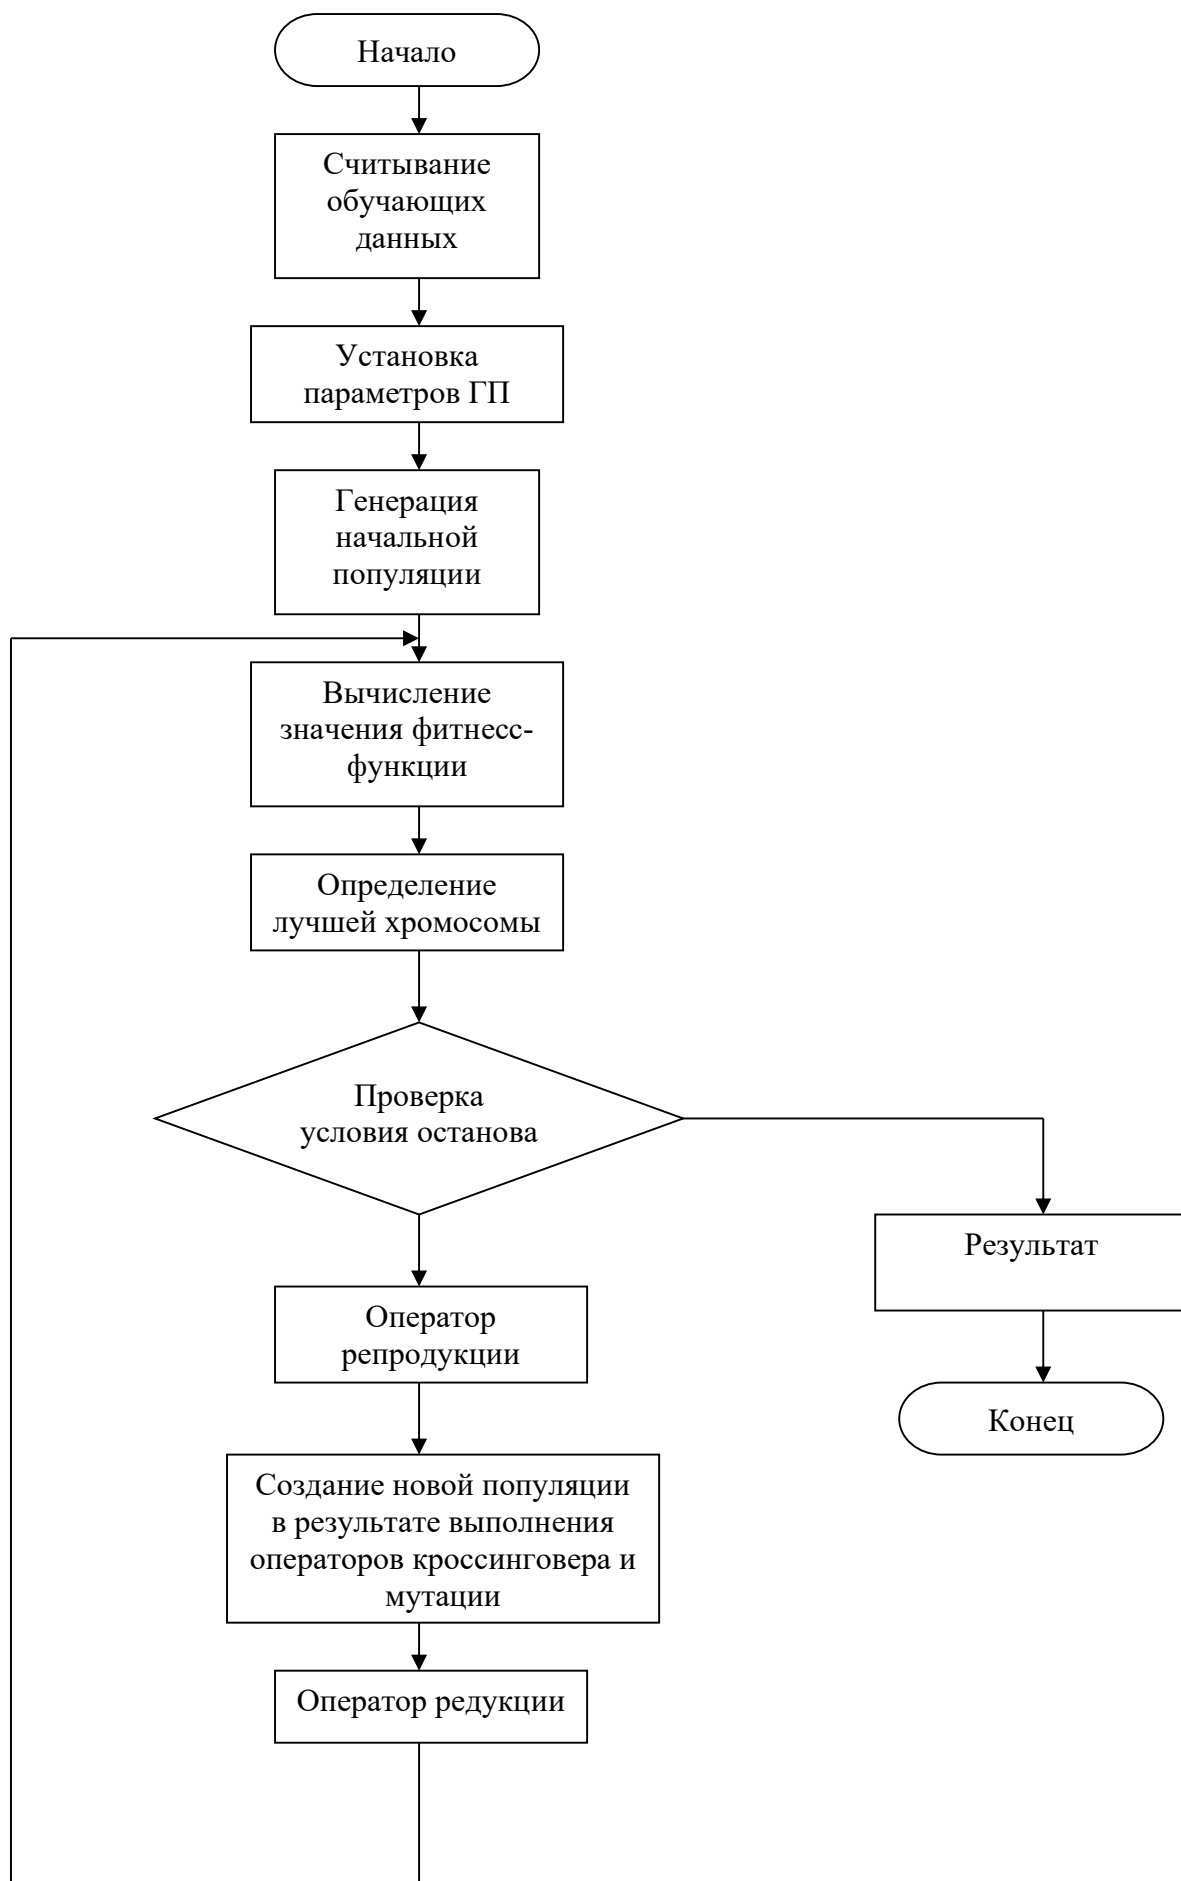 Начало
Считывание
обучающих
данных
Установка
параметров ГП
Генерация
начальной
популяции
Вычисление
значения фитнесс-
функции
Определение
лучшей хромосомы
Проверка
условия останова
Результат
Оператор
репродукции
Конец
Создание новой популяции
в результате выполнения
операторов кроссинговера и
мутации
Оператор редукции